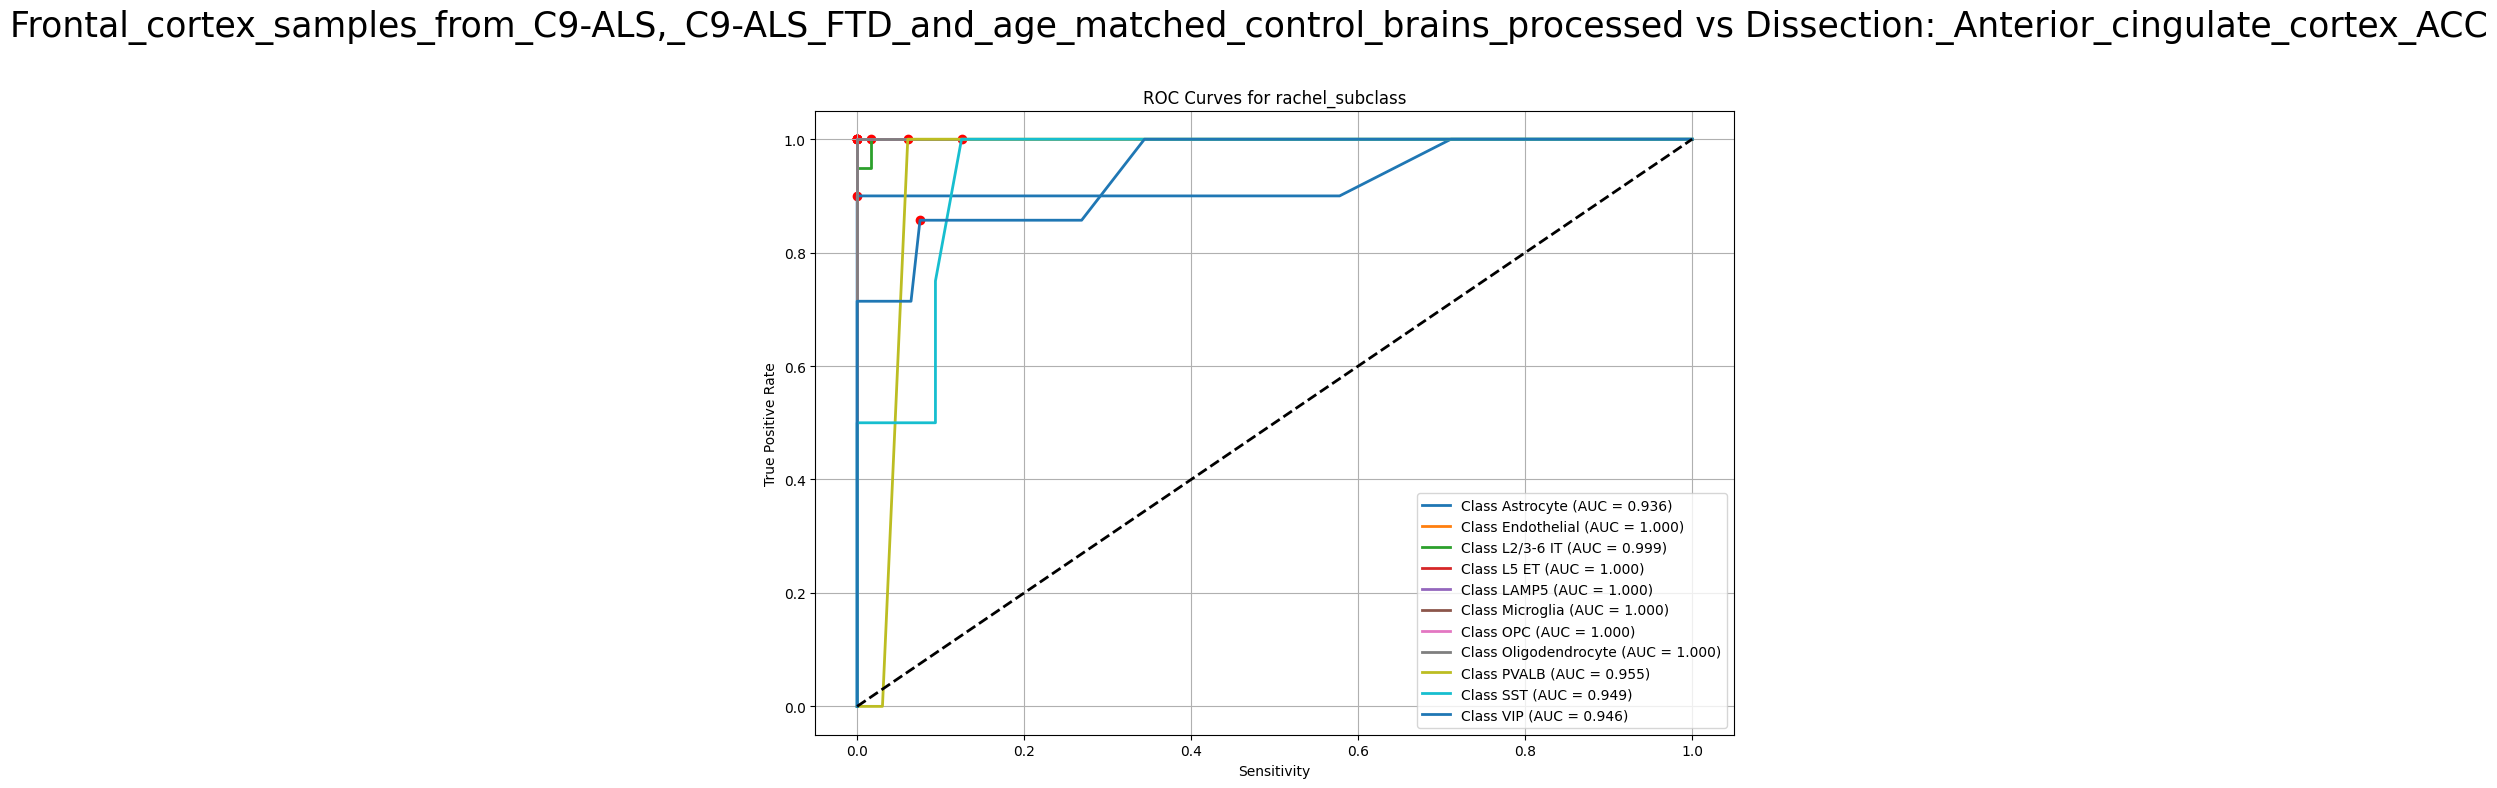 Frontal_cortex_samples_from_C9-ALS,_C9-ALS_FTD_and_age_matched_control_brains_processed vs Dissection:_Anterior_cingulate_cortex_ACC
ROC Curves for rachel_subclass
True Positive Rate
1.0
0.8
0.6
0.4
0.2
0.0
Class Astrocyte (AUC = 0.936)
Class Endothelial (AUC = 1.000)
Class L2/3-6 IT (AUC = 0.999)
Class L5 ET (AUC = 1.000)
Class LAMP5 (AUC = 1.000)
Class Microglia (AUC = 1.000)
Class OPC (AUC = 1.000)
Class Oligodendrocyte (AUC = 1.000)
Class PVALB (AUC = 0.955)
Class SST (AUC = 0.949)
Class VIP (AUC = 0.946)
0.0 0.2 0.4 0.6 0.8 1.0
Sensitivity